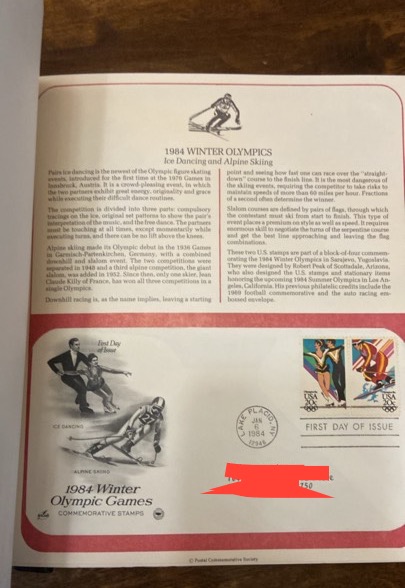 1984 WINTER OLYMPICS
Ice Dancing and Alpine Skiing
Pairs ice dancing is the newest of the Olympic figure skating
events, introduced for the first time at the 1976 Games in
Innsbruck, Austria. It is a crowd-pleasing event, in which
the two partners exhibit great energy, originality and grace
while executing their difficult dance routines.
The competition is divided into three parts: compulsory
tracings on the ice, original set patterns to show the pair's
interpretation of the music, and the free dance. The partners
must be touching at all times, except momentarily while
executing turns, and there can be no lift above the knees.
Alpine skiing made its Olympic debut in the 1936 Games
in Garmisch-Partenkirchen, Germany, with a combined
downhill and slalom event. The two competitions were
separated in 1948 and a third alpine competition, the giant
slalom, was added in 1952. Since then, only one skier, Jean
Claude Killy of France, has won all three competitions in a
single Olympics.
Downhill racing is, as the name implies, leaving a starting
point and seeing how fast one can race over the "straight-
down" course to the finish line. It is the most dangerous of
the skiing events, requiring the competitor to take risks to
maintain speeds of more than 60 miles per hour. Fractions
of a second often determine the winner.
Slalom courses are defined by pairs of flags, through which
the contestant must ski from start to finish. This type of
event places a premium on style as well as speed. It requires
enormous skill to negotiate the turns of the serpentine course
and get the best line approaching and leaving the flag
combinations.
These two U.S. stamps are part of a block-of-four commem-
orating the 1984 Winter Olympics in Sarajevo, Yugoslavia.
They were designed by Robert Peak of Scottsdale, Arizona,
who also designed the U.S. stamps and stationery items
honoring the upcoming 1984 Summer Olympics in Los An-
geles, California. His previous philatelic credits include the
1969 football commemorative and the auto racing em-
bossed envelope.
First Day
of Issue
ICE DANCING
ALPINE SKIING
1984 Winter
Olympic Games
COMMEMORATIVE STAMPS
LAKE PLACID, NY
JAN
6
1984
12946
USA
20c
USA
20c
FIRST DAY OF ISSUE
750
© Postal Commemorative Society